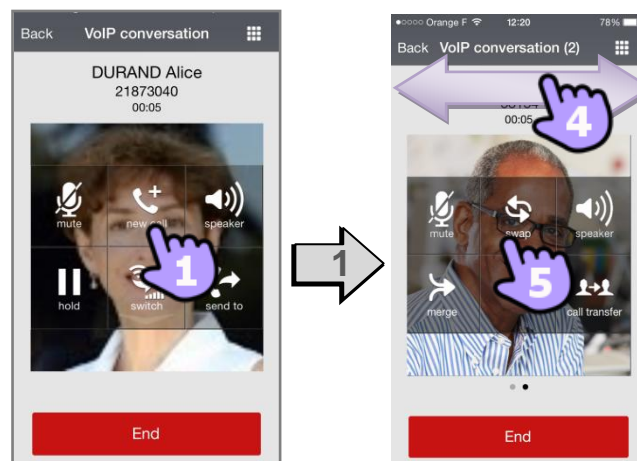 Back VoIP conversation
DURAND Alice
21873040
00:05
mute new call speaker
hold switch send to
1
End
1
Orange F 12:20 78%
Back VoIP conversation (2)
4
00:05
mute swap speaker
merge call transfer
5
End